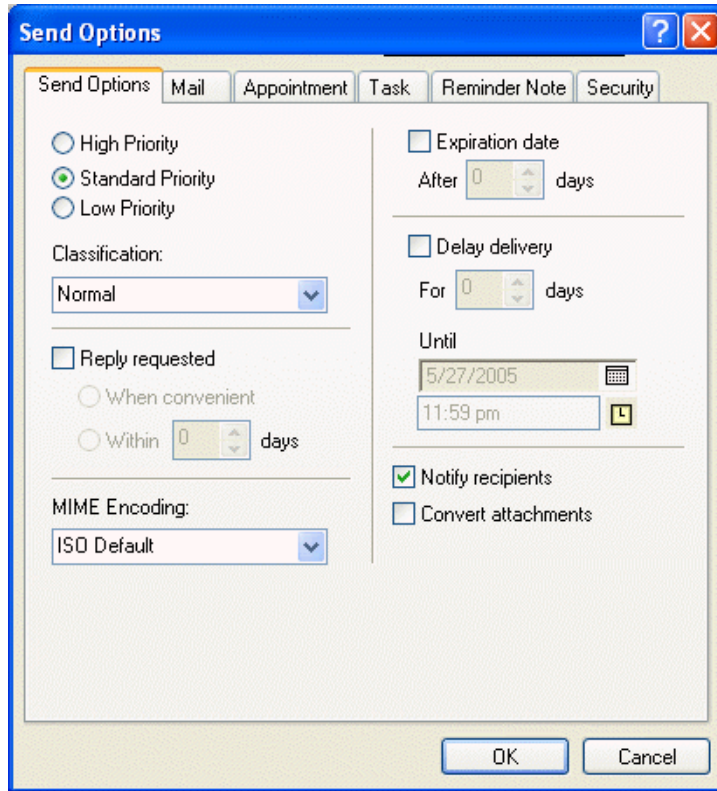 Send Options
Send Options Mail Appointment Task Reminder Note Security
High Priority
Standard Priority
Low Priority
Classification:
Normal
Reply requested
When convenient
Within 0 days
MIME Encoding:
ISO Default
Expiration date
After 0 days
Delay delivery
For 0 days
Until
5/27/2005
11:59 pm
Notify recipients
Convert attachments
OK Cancel